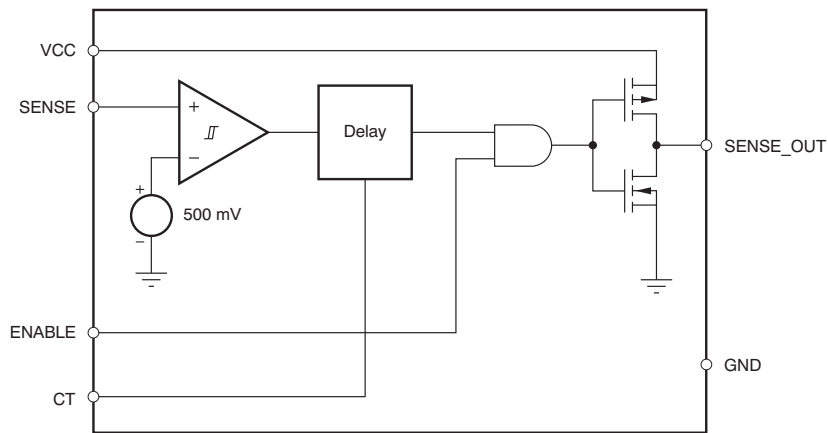 VCC
SENSE
+
−
Delay
SENSE_OUT
+
500 mV
−
ENABLE
GND
CT